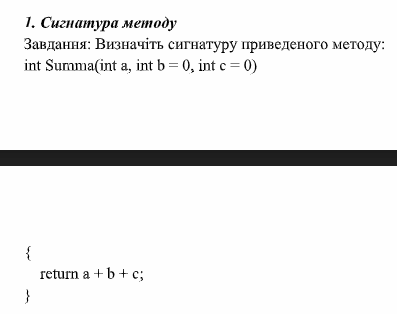 1. Сигнатура методу
Завдання: Визначіть сигнатуру приведеного методу:
int Summa(int a, int b = 0, int c = 0)
{
return a + b + c;
}